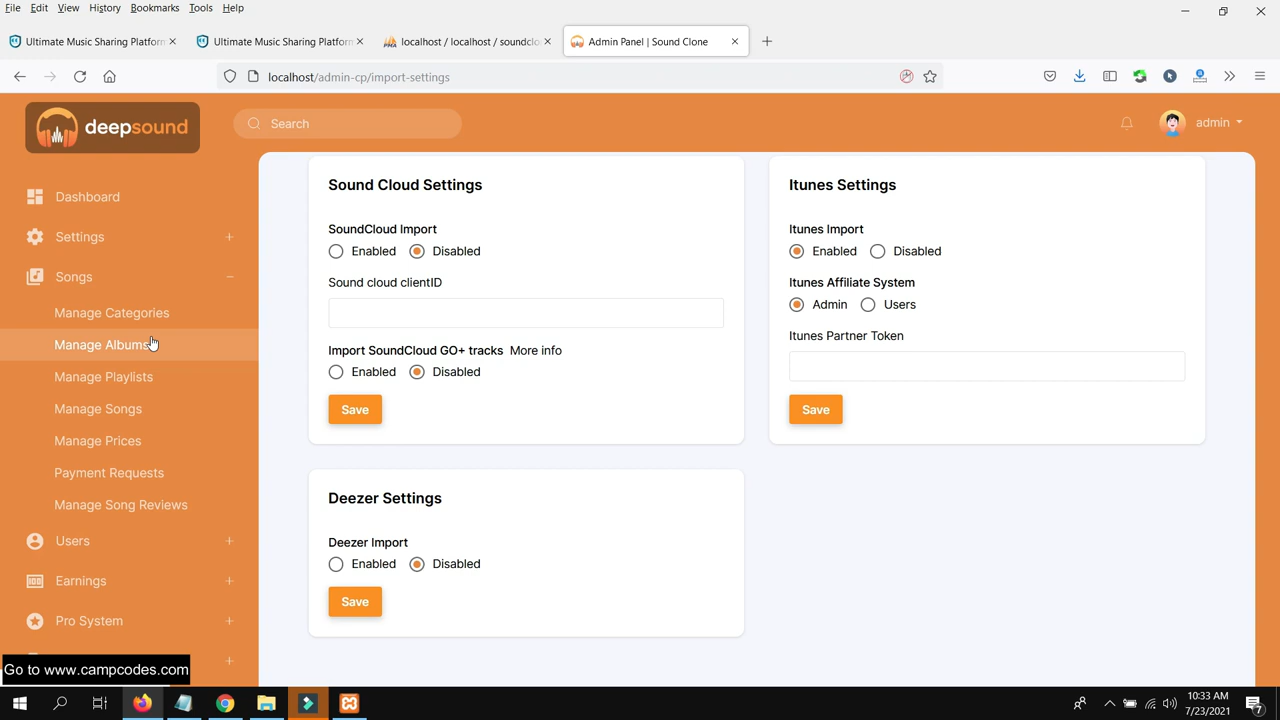 File Edit View History Bookmarks Tools Help
Ultimate Music Sharing Platform
Ultimate Music Sharing Platform
localhost / localhost / soundclo
Admin Panel | Sound Clone
localhost/admin-cp/import-settings
deepsound
Search
admin
Dashboard
Settings
Songs
Manage Categories
Manage Albums
Manage Playlists
Manage Songs
Manage Prices
Payment Requests
Manage Song Reviews
Users
Earnings
Pro System
Go to www.campcodes.com
Sound Cloud Settings
SoundCloud Import
Enabled Disabled
Sound cloud clientID
Import SoundCloud GO+ tracks More info
Enabled Disabled
Save
Itunes Settings
Itunes Import
Enabled Disabled
Itunes Affiliate System
Admin Users
Itunes Partner Token
Save
Deezer Settings
Deezer Import
Enabled Disabled
Save
10:33 AM
7/23/2021
7